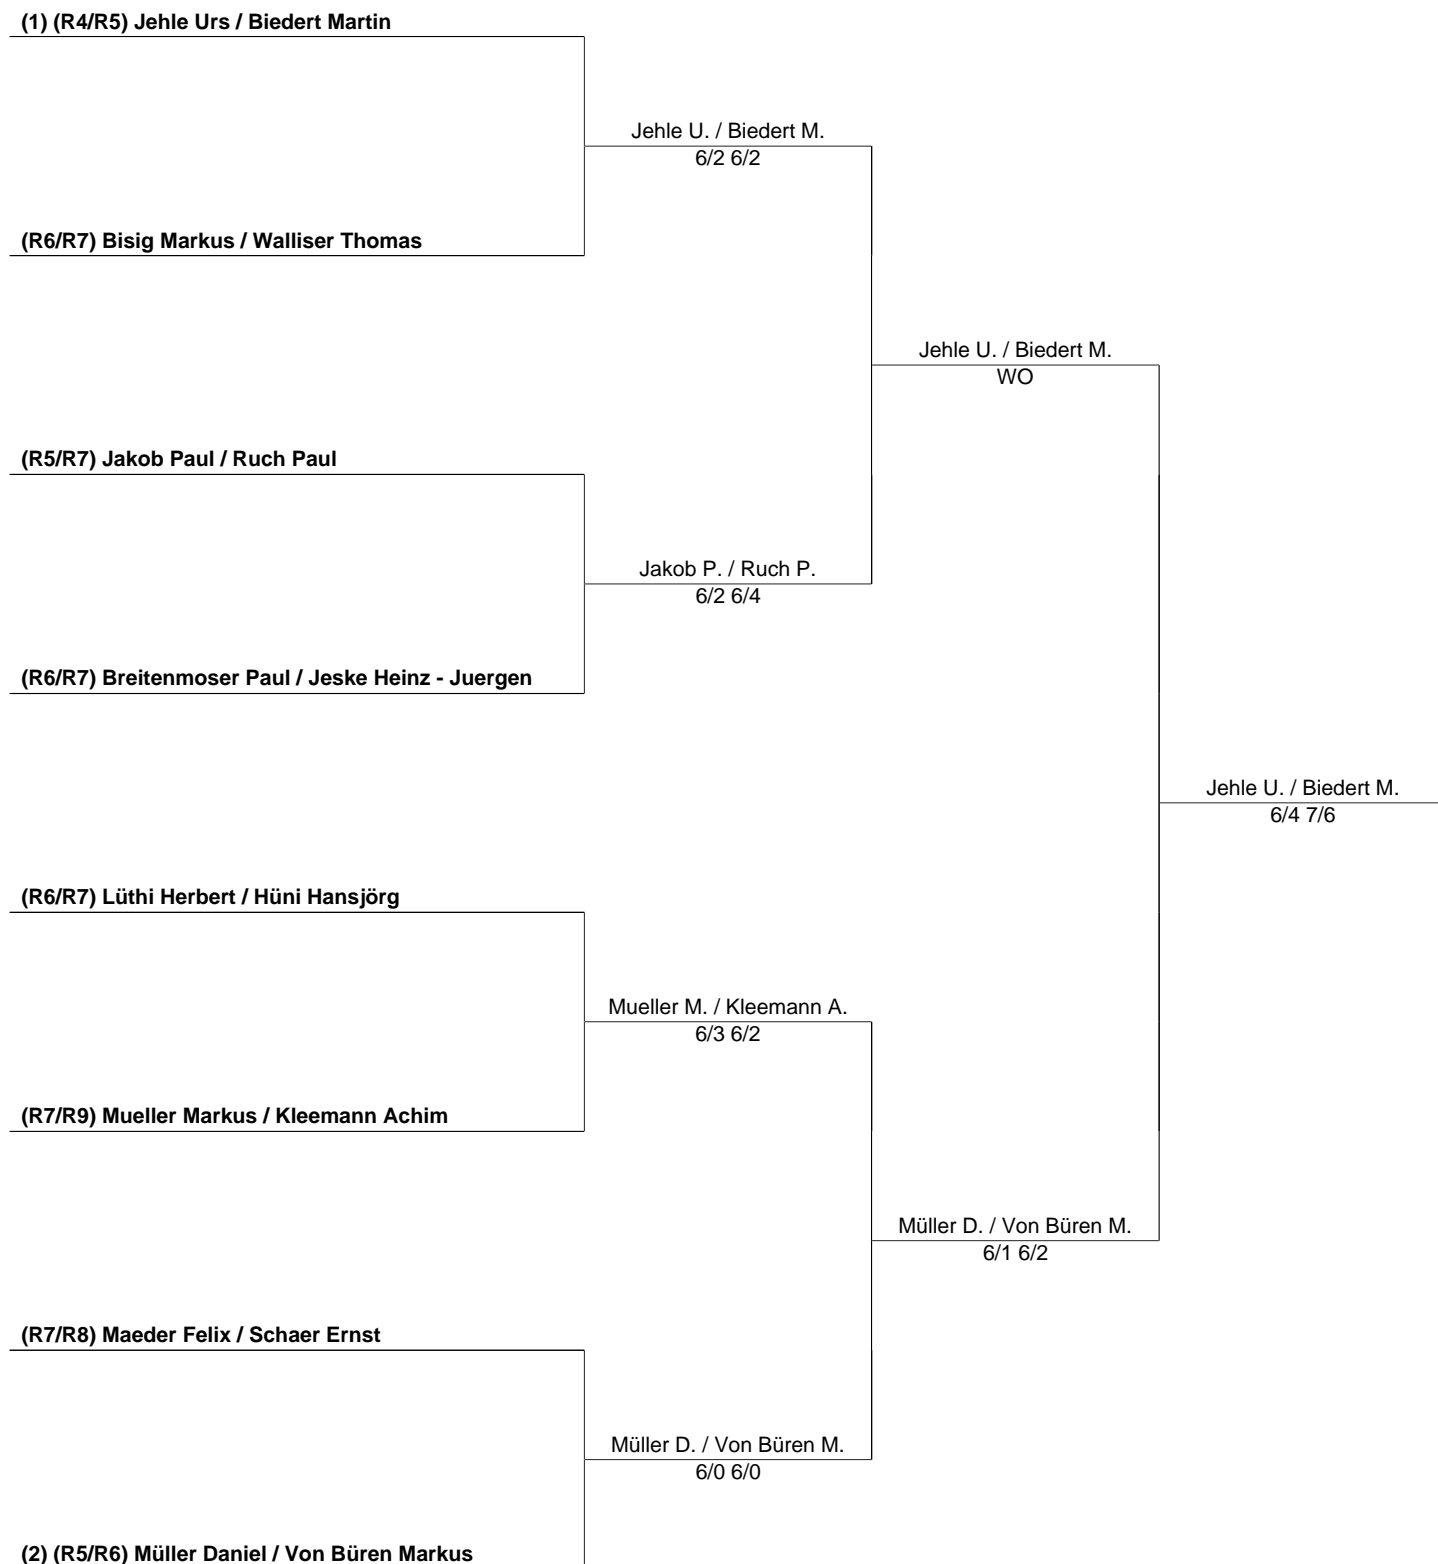 (1) (R4/R5) Jehle Urs / Biedert Martin
Jehle U. / Biedert M.
6/2 6/2
(R6/R7) Bisig Markus / Walliser Thomas
Jehle U. / Biedert M.
WO
(R5/R7) Jakob Paul / Ruch Paul
Jakob P. / Ruch P.
6/2 6/4
(R6/R7) Breitenmoser Paul / Jeske Heinz - Juergen
Jehle U. / Biedert M.
6/4 7/6
(R6/R7) Lüthi Herbert / Hüni Hansjörg
Mueller M. / Kleemann A.
6/3 6/2
(R7/R9) Mueller Markus / Kleemann Achim
Müller D. / Von Büren M.
6/1 6/2
(R7/R8) Maeder Felix / Schaer Ernst
Müller D. / Von Büren M.
6/0 6/0
(2) (R5/R6) Müller Daniel / Von Büren Markus